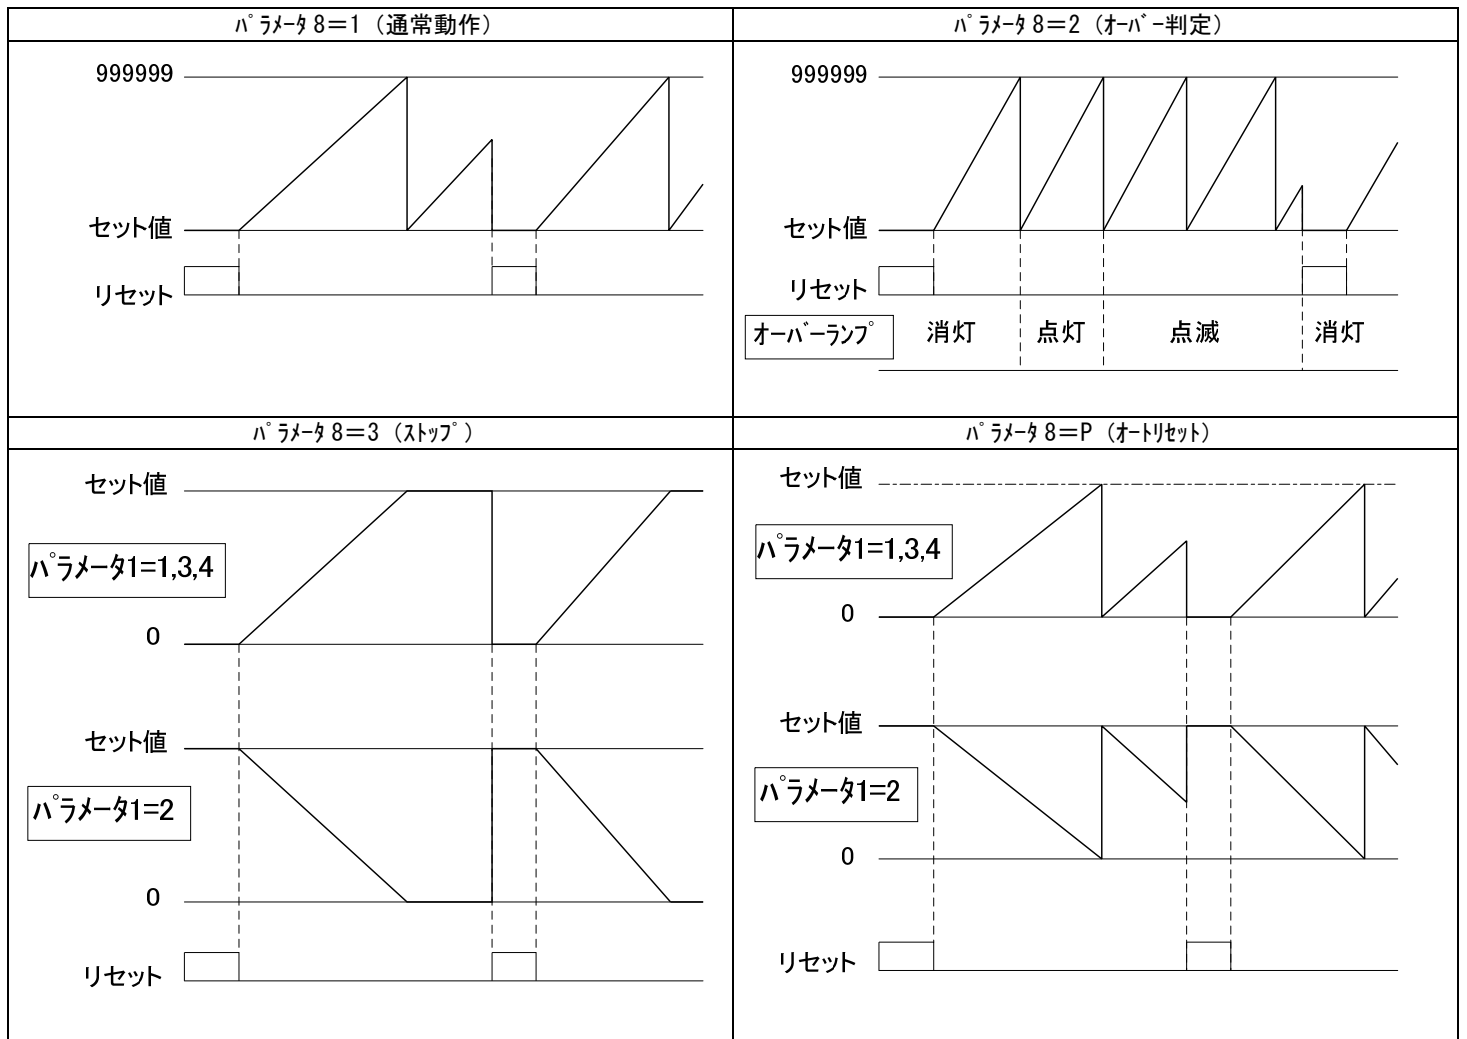 ﾊﾟﾗﾒｰﾀ8＝1（通常動作）
999999
セット値
リセット
ﾊﾟﾗﾒｰﾀ8＝2（ｵｰﾊﾞｰ判定）
999999
セット値
リセット
オーバーランプ 消灯 点灯 点滅 消灯
ﾊﾟﾗﾒｰﾀ8＝3（ｽﾄｯﾌﾟ）
セット値
パラメータ1=1,3,4
0
セット値
パラメータ1=2
0
リセット
ﾊﾟﾗﾒｰﾀ8＝P（ｵｰﾄﾘｾｯﾄ）
セット値
パラメータ1=1,3,4
0
セット値
パラメータ1=2
0
リセット